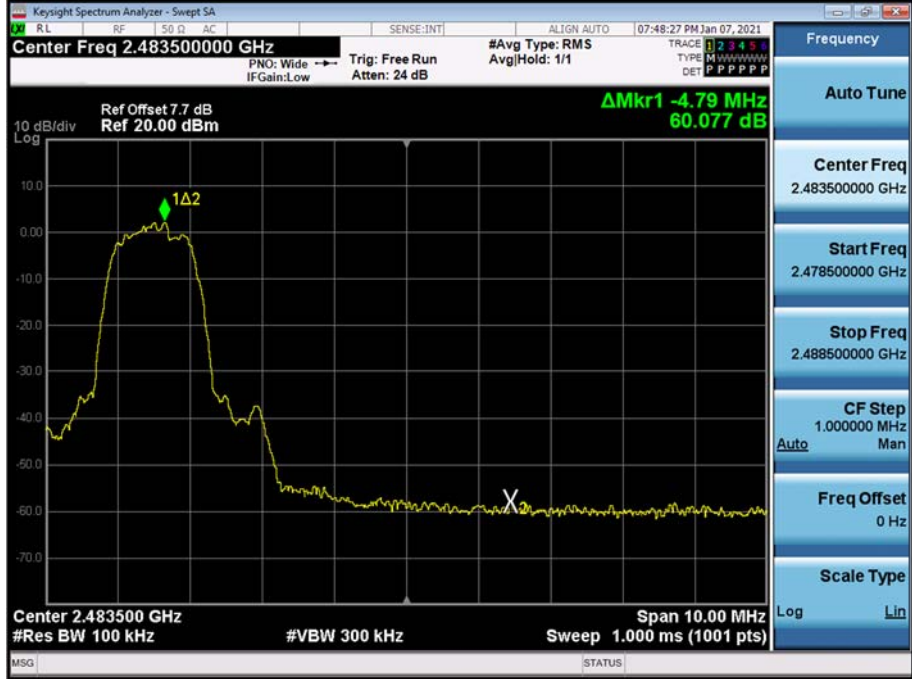 Keysight Spectrum Analyzer - Swept SA
LXI RL RF 50 Ω AC SENSE:INT ALIGN AUTO 07:48:27 PM Jan 07, 2021
Center Freq 2.483500000 GHz
PNO: Wide
IFGain:Low
Trig: Free Run
Atten: 24 dB
#Avg Type: RMS
Avg|Hold: 1/1
TRACE 1 2 3 4 5 6
TYPE M W W W W W
DET P P P P P P
Frequency
Auto Tune
Center Freq
2.483500000 GHz
Start Freq
2.478500000 GHz
Stop Freq
2.488500000 GHz
CF Step
1.000000 MHz
Auto Man
Freq Offset
0 Hz
Scale Type
Log Lin
ΔMkr1 -4.79 MHz
60.077 dB
Ref Offset 7.7 dB
10 dB/div Ref 20.00 dBm
Log
10.0
0.00
-10.0
-20.0
-30.0
-40.0
-50.0
-60.0
-70.0
1Δ2
X2
Center 2.483500 GHz Span 10.00 MHz
#Res BW 100 kHz #VBW 300 kHz Sweep 1.000 ms (1001 pts)
MSG STATUS